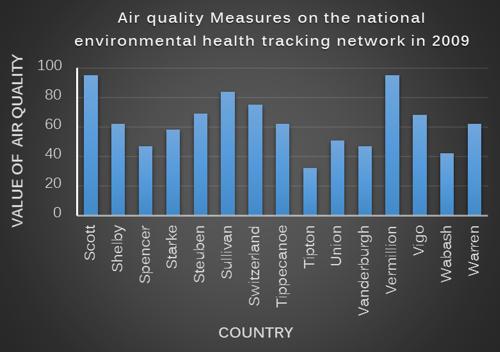 Air quality Measures on the national
environmental health tracking network in 2009
VALUE OF AIR QUALITY
100
80
60
40
20
0
Scott
Shelby
Spencer
Starke
Steuben
Sullivan
Switzerland
Tippecanoe
Tipton
Union
Vanderburgh
Vermillion
Vigo
Wabash
Warren
COUNTRY